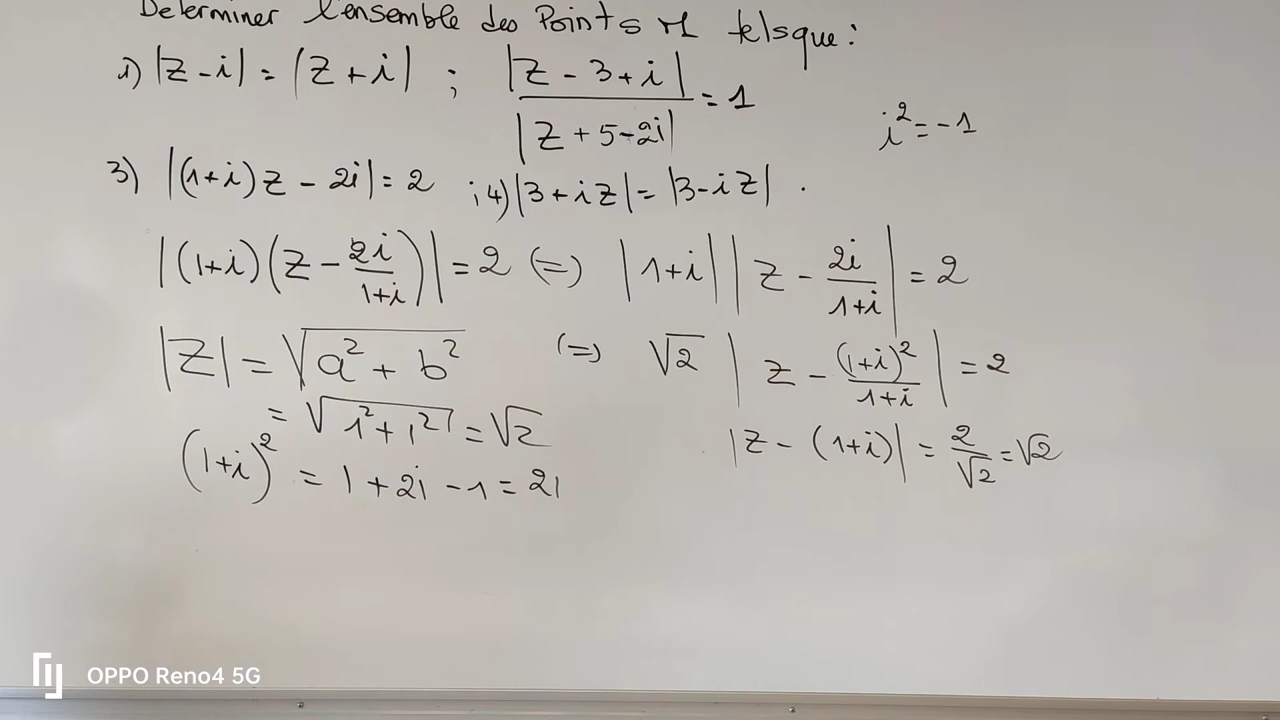 Determiner l'ensemble des Points M telsque :
1) |Z - i| = |Z + i| ; |Z - 3 + i| / |Z + 5 - 2i| = 1
i² = -1
3) |(1+i)Z - 2i| = 2 ; 4) |3 + iZ| = |3 - iZ| .
|(1+i)(Z - 2i/(1+i))| = 2 (=) |1+i| |Z - 2i/(1+i)| = 2
|Z| = √(a² + b²) (=) √2 |Z - (1+i)²/(1+i)| = 2
= √(1² + 1²) = √2
|Z - (1+i)| = 2/√2 = √2
(1+i)² = 1 + 2i - 1 = 2i
OPPO Reno4 5G